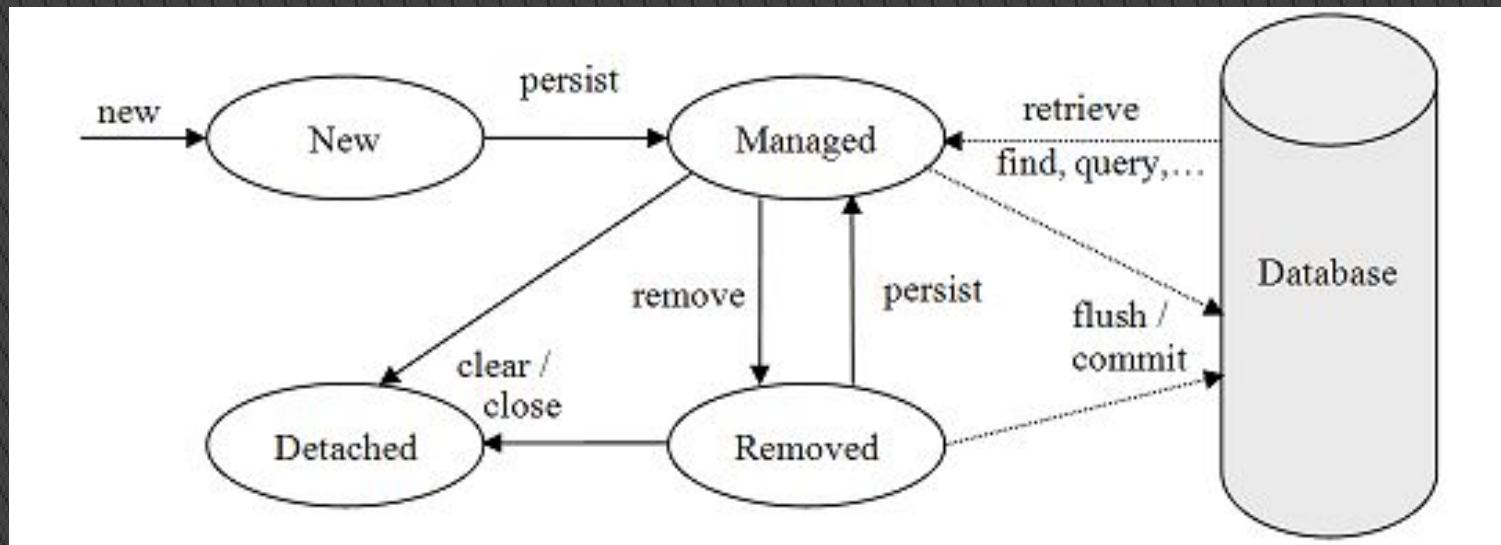 new
New
persist
Managed
retrieve
find, query,...
Database
remove
persist
flush /
commit
clear /
close
Detached
Removed